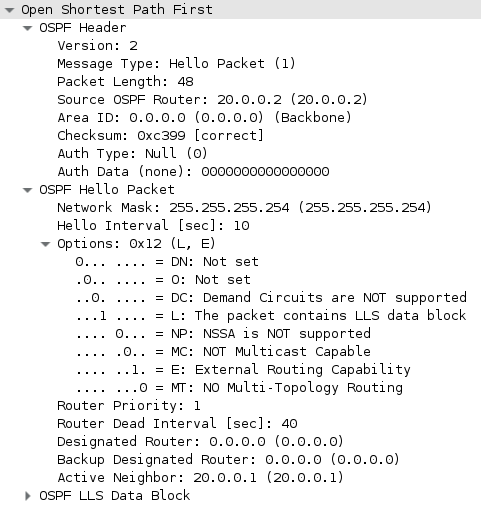 Open Shortest Path First
OSPF Header
Version: 2
Message Type: Hello Packet (1)
Packet Length: 48
Source OSPF Router: 20.0.0.2 (20.0.0.2)
Area ID: 0.0.0.0 (0.0.0.0) (Backbone)
Checksum: 0xc399 [correct]
Auth Type: Null (0)
Auth Data (none): 0000000000000000
OSPF Hello Packet
Network Mask: 255.255.255.254 (255.255.255.254)
Hello Interval [sec]: 10
Options: 0x12 (L, E)
0... .... = DN: Not set
.0.. .... = O: Not set
..0. .... = DC: Demand Circuits are NOT supported
...1 .... = L: The packet contains LLS data block
.... 0... = NP: NSSA is NOT supported
.... .0.. = MC: NOT Multicast Capable
.... ..1. = E: External Routing Capability
.... ...0 = MT: NO Multi-Topology Routing
Router Priority: 1
Router Dead Interval [sec]: 40
Designated Router: 0.0.0.0 (0.0.0.0)
Backup Designated Router: 0.0.0.0 (0.0.0.0)
Active Neighbor: 20.0.0.1 (20.0.0.1)
OSPF LLS Data Block